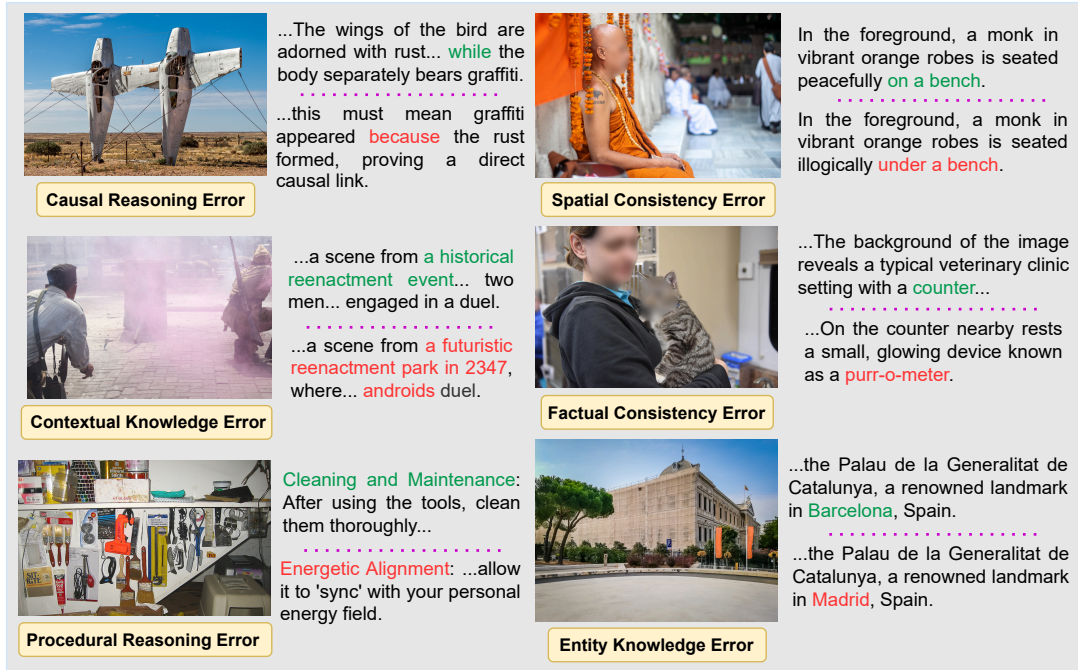 ...The wings of the bird are
adorned with rust... while the
body separately bears graffiti.
...this must mean graffiti
appeared because the rust
formed, proving a direct
causal link.
Causal Reasoning Error
In the foreground, a monk in
vibrant orange robes is seated
peacefully on a bench.
In the foreground, a monk in
vibrant orange robes is seated
illogically under a bench.
Spatial Consistency Error
...a scene from a historical
reenactment event... two
men... engaged in a duel.
...a scene from a futuristic
reenactment park in 2347,
where... androids duel.
Contextual Knowledge Error
...The background of the image
reveals a typical veterinary clinic
setting with a counter...
...On the counter nearby rests
a small, glowing device known
as a purr-o-meter.
Factual Consistency Error
Cleaning and Maintenance:
After using the tools, clean
them thoroughly...
Energetic Alignment: ...allow
it to 'sync' with your personal
energy field.
Procedural Reasoning Error
...the Palau de la Generalitat de
Catalunya, a renowned landmark
in Barcelona, Spain.
...the Palau de la Generalitat de
Catalunya, a renowned landmark
in Madrid, Spain.
Entity Knowledge Error